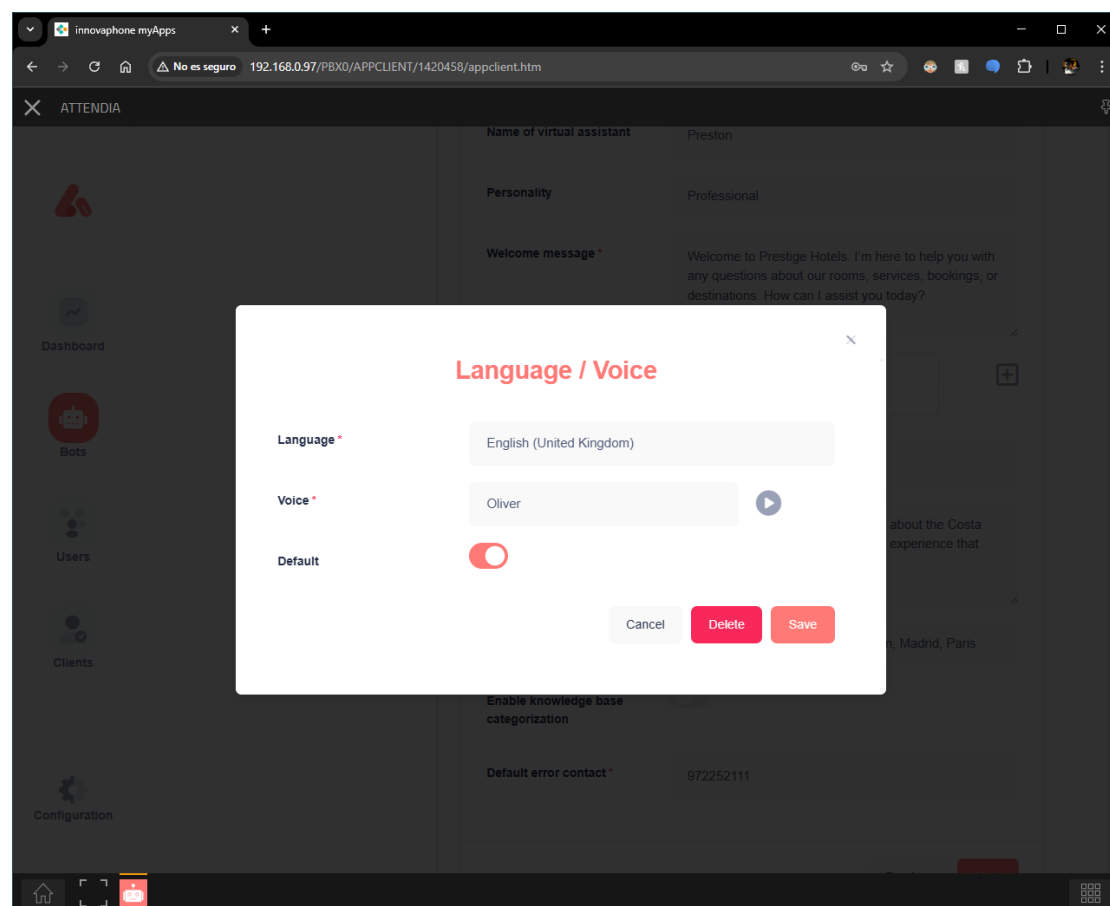 innovaphone myApps
No es seguro
192.168.0.97/PBX0/APPCLIENT/1420458/appclient.htm
ATTENDIA
Name of virtual assistant
Preston
Personality
Professional
Welcome message *
Welcome to Prestige Hotels. I'm here to help you with
any questions about our rooms, services, bookings, or
destinations. How can I assist you today?
Dashboard
Bots
Users
Clients
Configuration
Language / Voice
Language *
English (United Kingdom)
Voice *
Oliver
Default
Cancel
Delete
Save
about the Costa
experience that
, Madrid, Paris
Enable knowledge base
categorization
Default error contact *
972252111